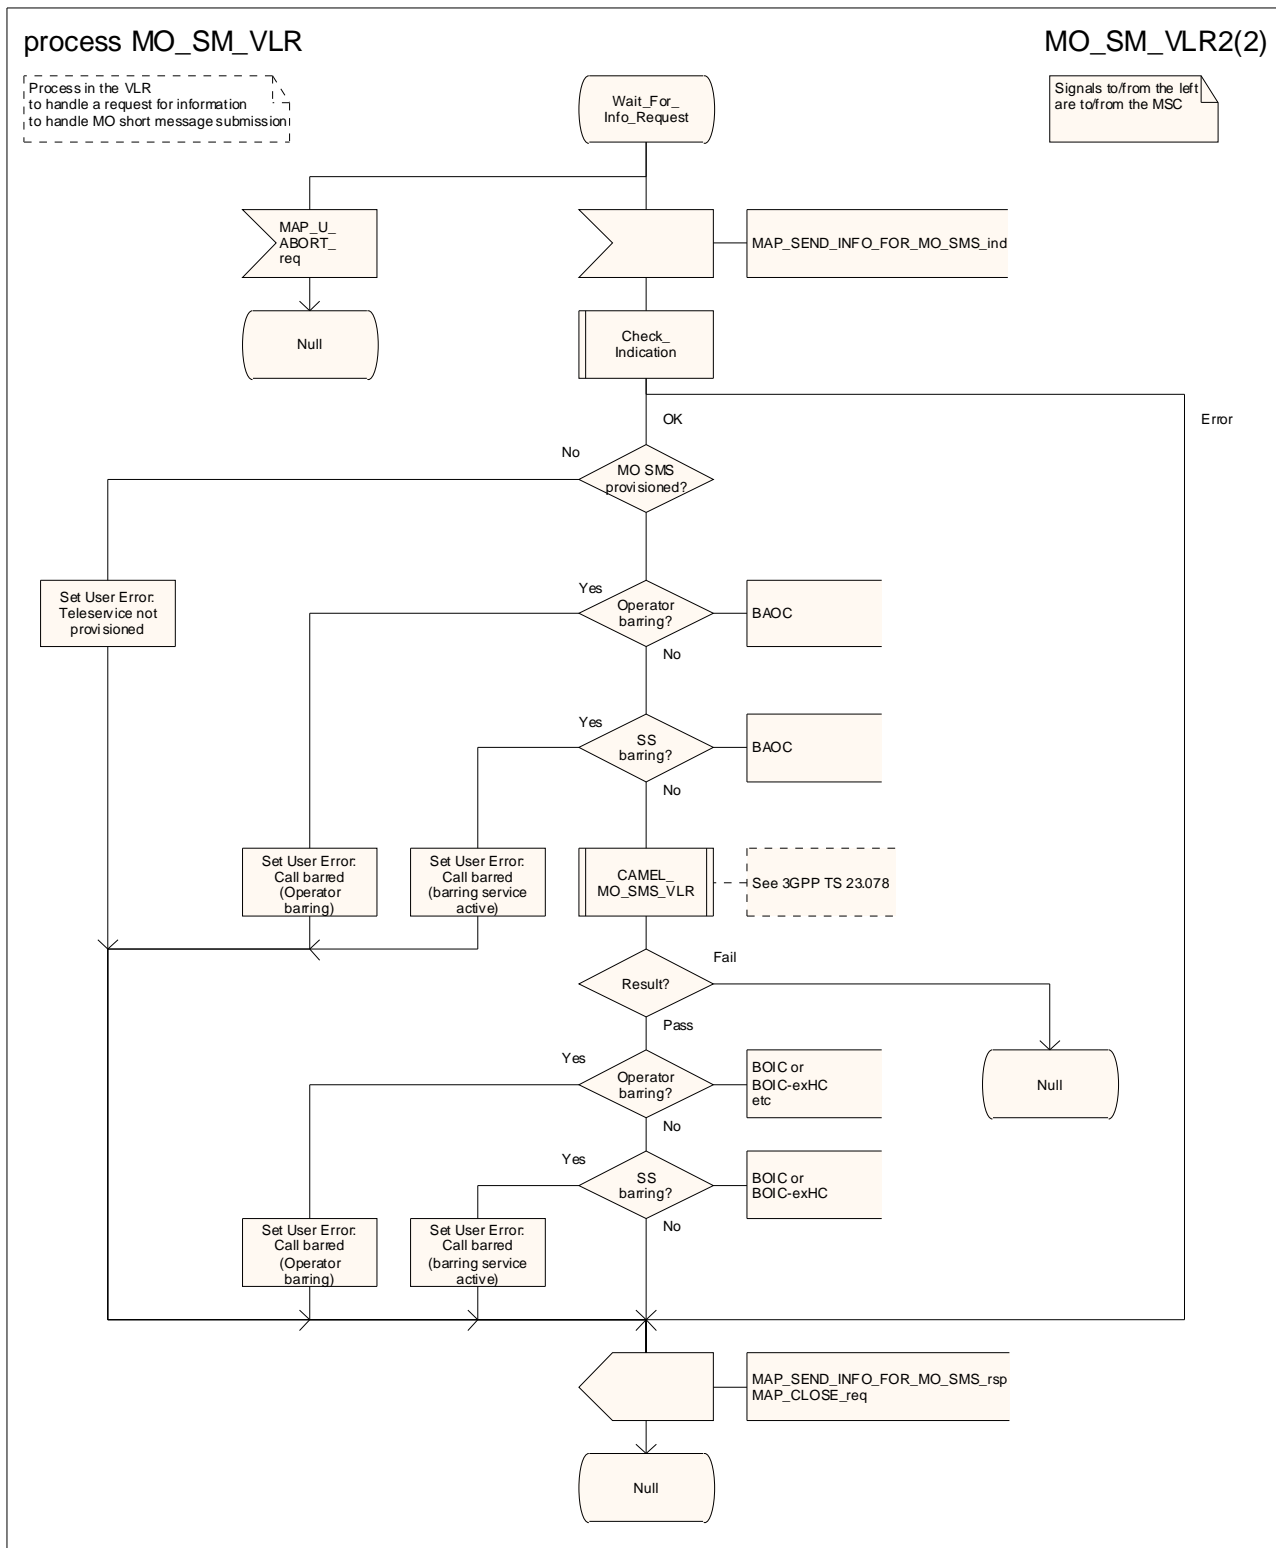 process MO_SM_VLR
MO_SM_VLR2(2)
Process in the VLR
to handle a request for information
to handle MO short message submission
Wait_For_
Info_Request
Signals to/from the left
are to/from the MSC
MAP_U_
ABORT_
req
MAP_SEND_INFO_FOR_MO_SMS_ind
Null
Check_
Indication
OK
Error
No
MO SMS
provisioned?
Set User Error:
Teleservice not
provisioned
Yes
Operator
barring?
BAOC
No
Yes
SS
barring?
BAOC
No
Set User Error:
Call barred
(Operator
barring)
Set User Error:
Call barred
(barring service
active)
CAMEL_
MO_SMS_VLR
See 3GPP TS 23.078
Result?
Fail
Pass
Yes
Operator
barring?
BOIC or
BOIC-exHC
etc
Null
No
Yes
SS
barring?
BOIC or
BOIC-exHC
No
Set User Error:
Call barred
(Operator
barring)
Set User Error:
Call barred
(barring service
active)
MAP_SEND_INFO_FOR_MO_SMS_rsp
MAP_CLOSE_req
Null